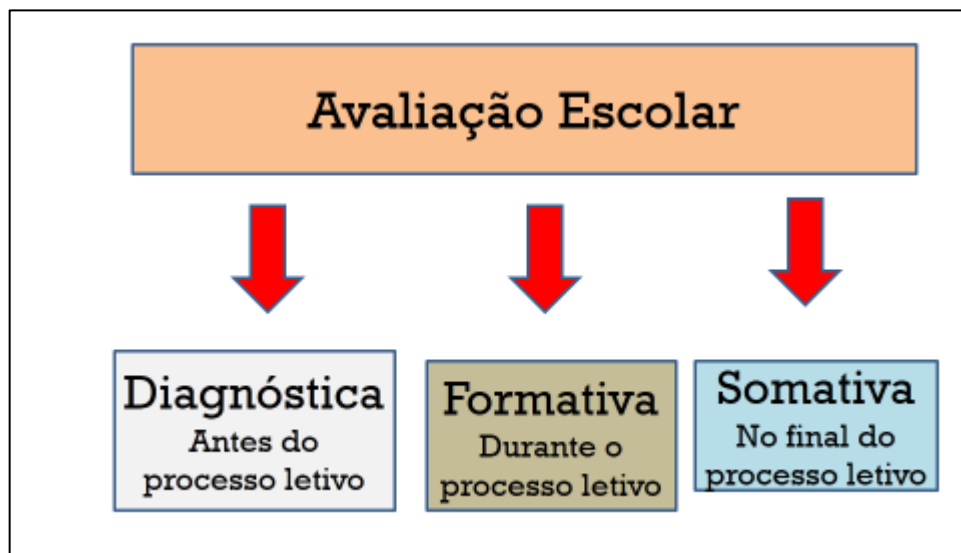 Avaliação Escolar
Diagnóstica
Antes do
processo letivo
Formativa
Durante o
processo letivo
Somativa
No final do
processo letivo